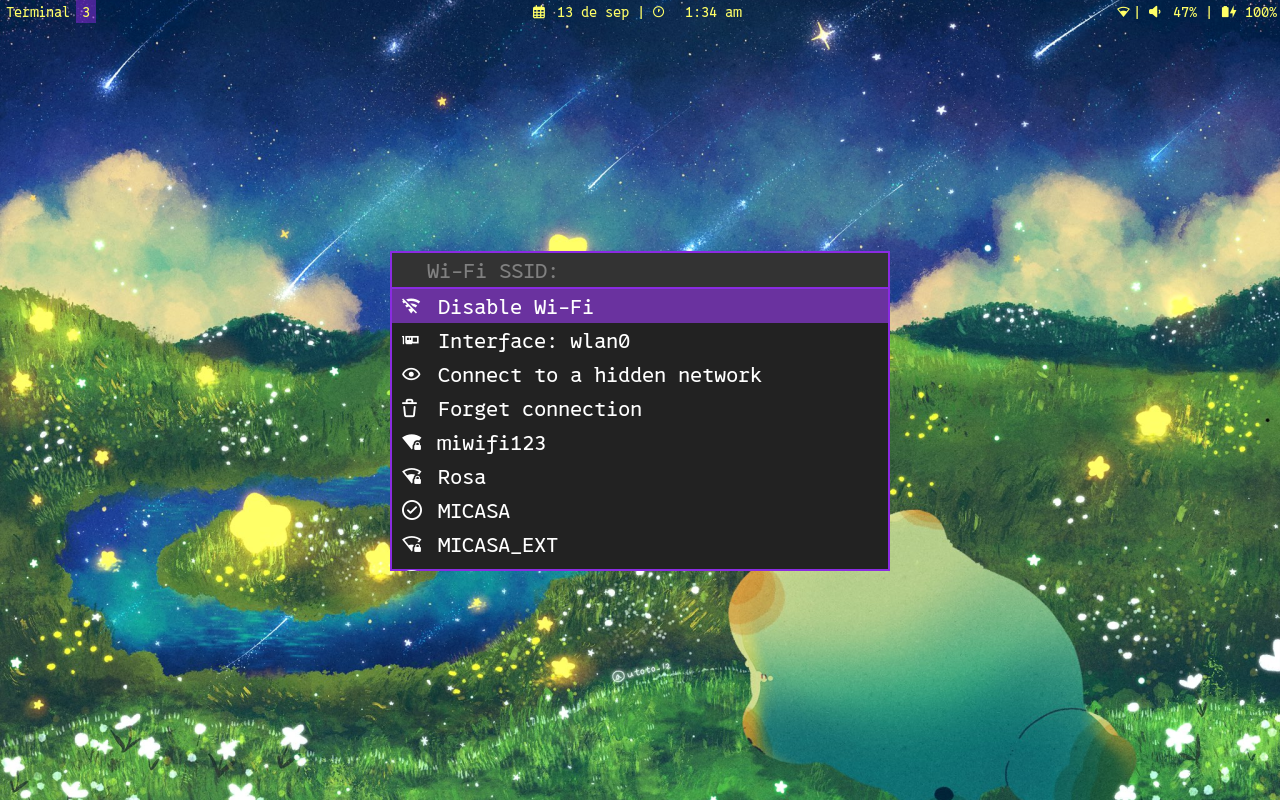 Terminal 3
13 de sep | 1:34 am
| 47% | 100%
Wi-Fi SSID:
Disable Wi-Fi
Interface: wlan0
Connect to a hidden network
Forget connection
miwifi123
Rosa
MICASA
MICASA_EXT